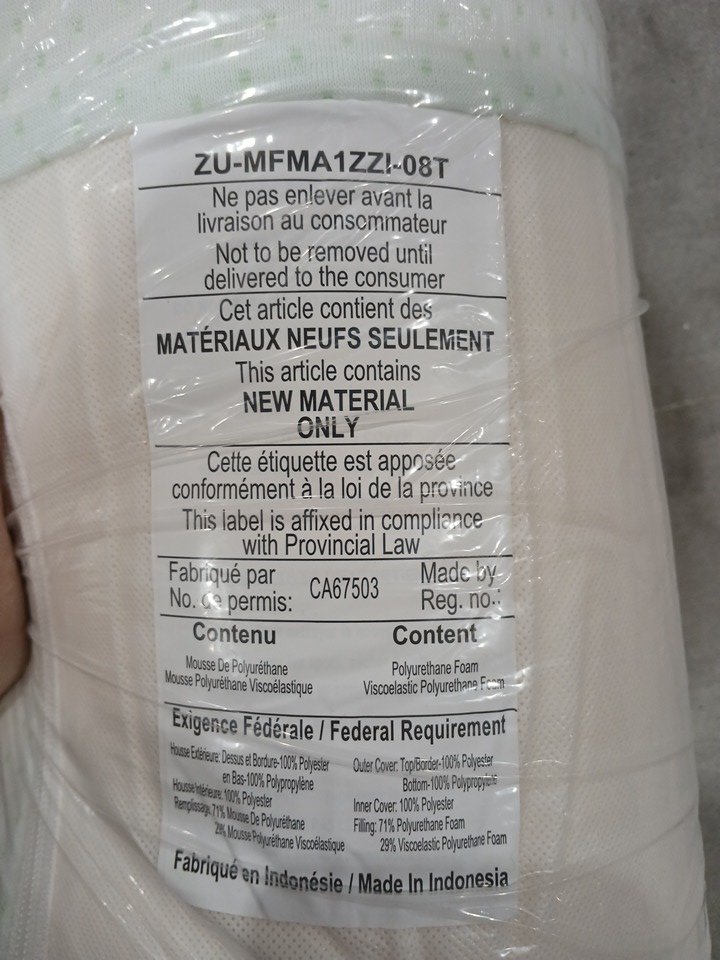 ZU-MFMA1ZZI-08T
Ne pas enlever avant la
livraison au consommateur
Not to be removed until
delivered to the consumer
Cet article contient des
MATÉRIAUX NEUFS SEULEMENT
This article contains
NEW MATERIAL
ONLY
Cette étiquette est apposée
conformément à la loi de la province
This label is affixed in compliance
with Provincial Law
Fabriqué par
No. de permis:
CA67503
Made by
Reg. no.:
Contenu
Mousse De Polyuréthane
Mousse Polyuréthane Viscoélastique
Content
Polyurethane Foam
Viscoelastic Polyurethane Foam
Exigence Fédérale / Federal Requirement
Housse Extérieure: Dessus et Bordure-100% Polyester
en Bas-100% Polypropylène
Housse Intérieure: 100% Polyester
Remplissage: 71% Mousse De Polyuréthane
29% Mousse Polyuréthane Viscoélastique
Outer Cover: Top/Border-100% Polyester
Bottom-100% Polypropylene
Inner Cover: 100% Polyester
Filling: 71% Polyurethane Foam
29% Viscoelastic Polyurethane Foam
Fabriqué en Indonésie / Made In Indonesia